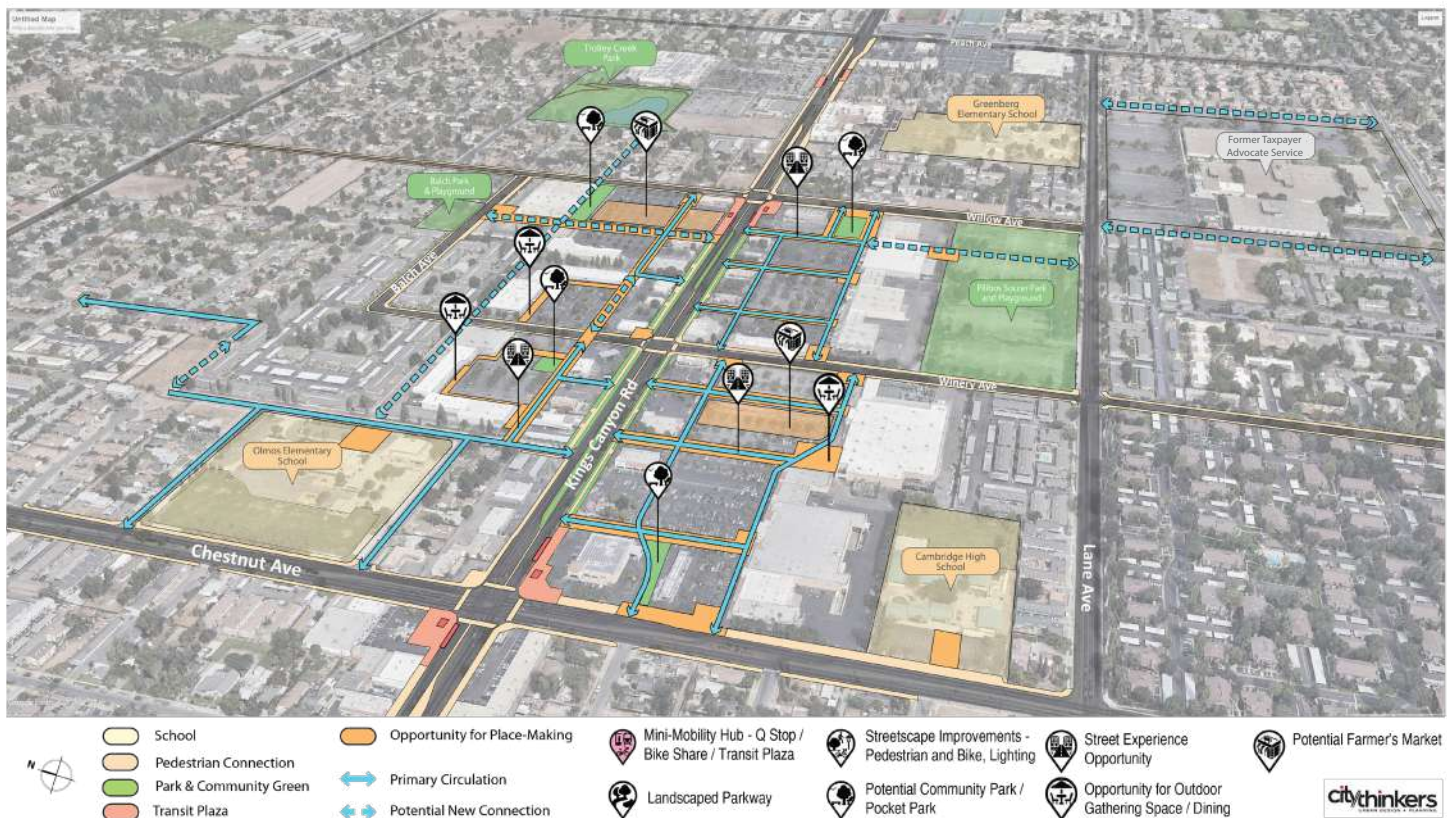 Untitled Map
Legend
Peach Ave
Trolley Creek
Park
Greenberg
Elementary School
Former Taxpayer
Advocate Service
Balch Park
& Playground
Willow Ave
Balch Ave
Pilibos Soccer Park
and Playground
Winery Ave
Kings Canyon Rd
Olmos Elementary
School
Chestnut Ave
Cambridge High
School
Lane Ave
N
School
Pedestrian Connection
Park & Community Green
Transit Plaza
Opportunity for Place-Making
Primary Circulation
Potential New Connection
Mini-Mobility Hub - Q Stop /
Bike Share / Transit Plaza
Landscaped Parkway
Streetscape Improvements -
Pedestrian and Bike, Lighting
Potential Community Park /
Pocket Park
Street Experience
Opportunity
Opportunity for Outdoor
Gathering Space / Dining
Potential Farmer's Market
citythinkers
URBAN DESIGN + PLANNING